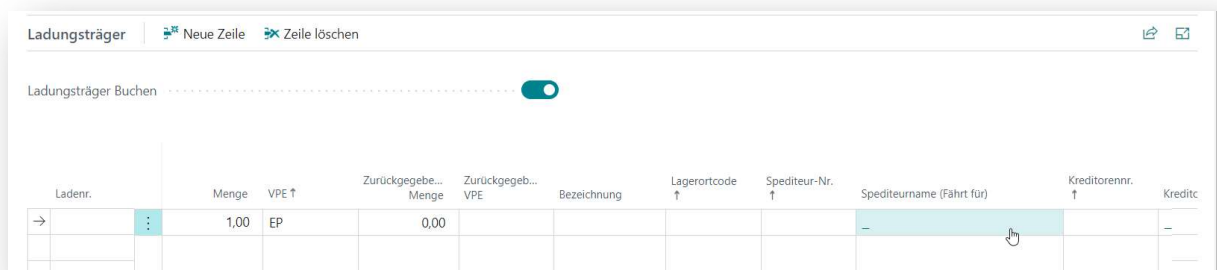 Ladungsträger Neue Zeile Zeile löschen
Ladungsträger Buchen
Ladenr. Menge VPE ↑ Zurückgegebe... Menge Zurückgegeb... VPE Bezeichnung Lagerortcode ↑ Spediteur-Nr. ↑ Spediteurname (Fährt für) Kreditorennr. ↑ Kreditc
→ 1,00 EP 0,00 _ _